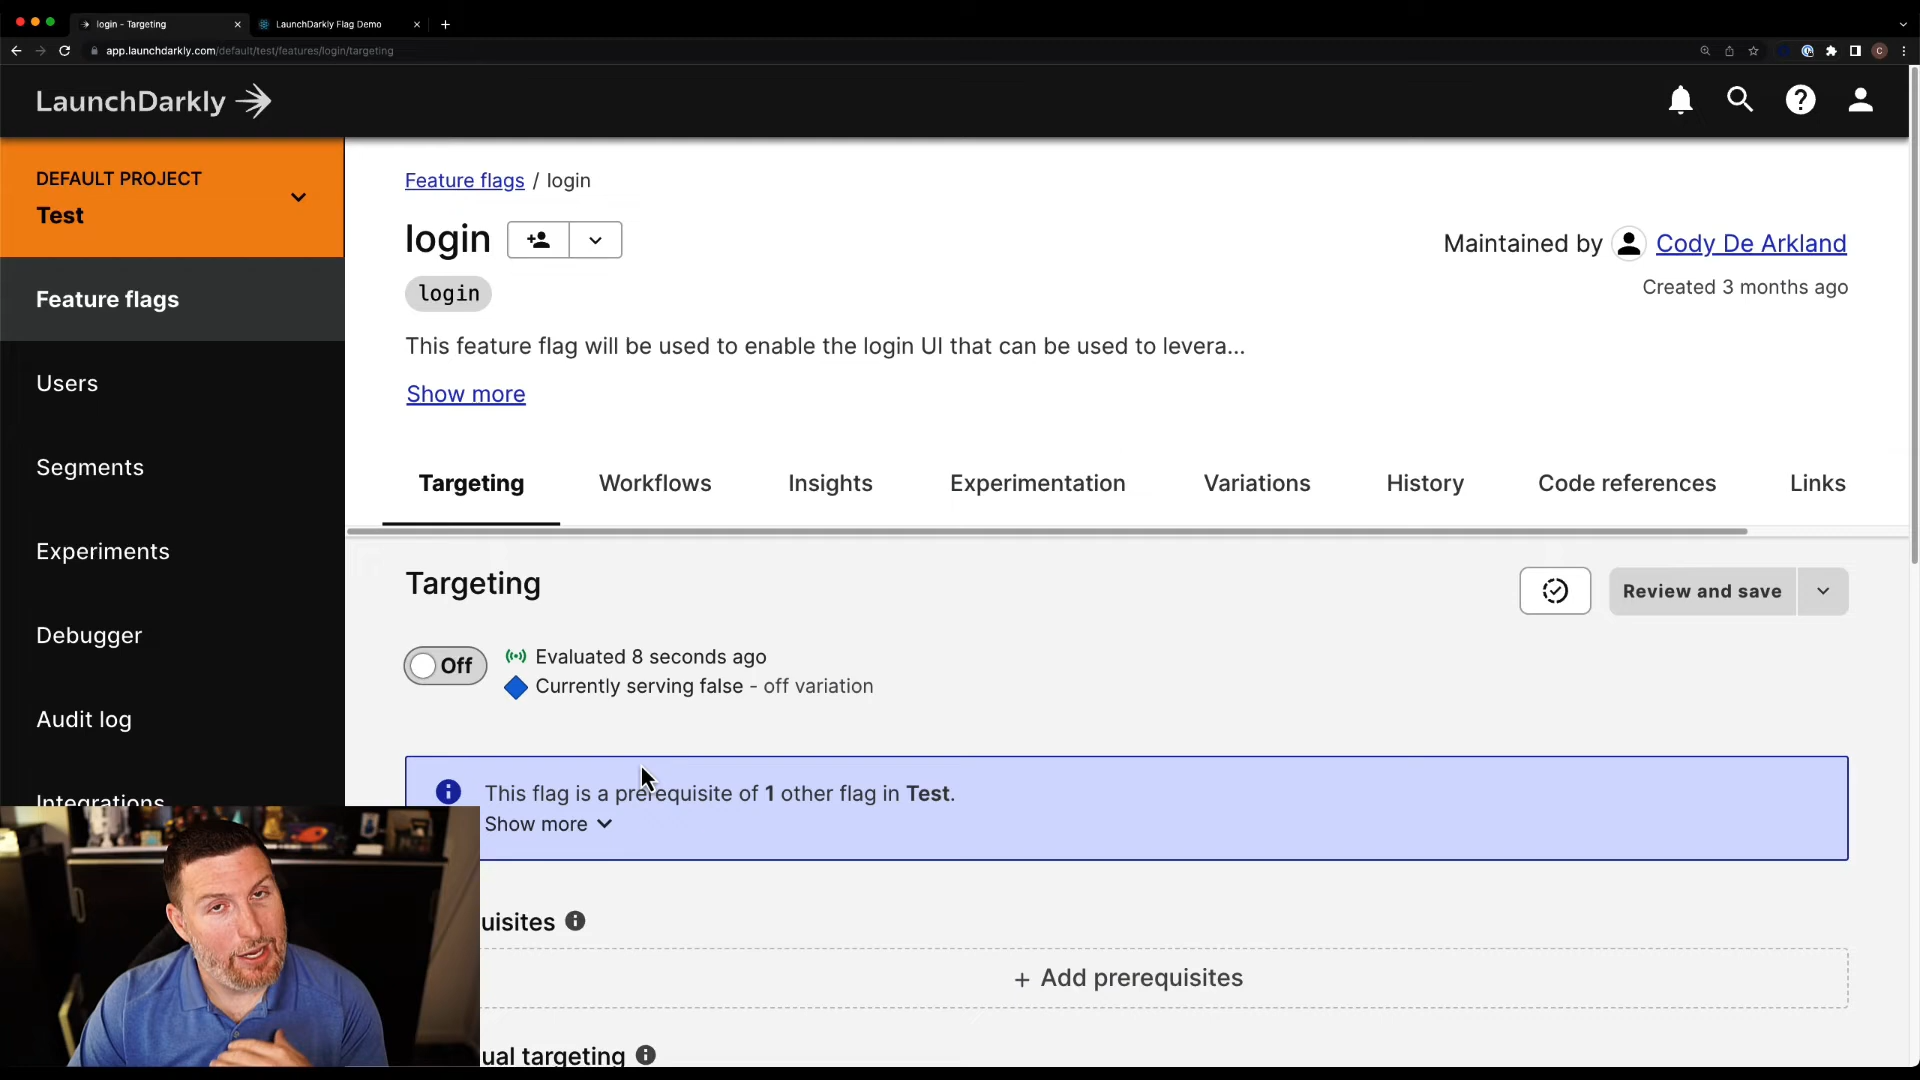 login - Targeting
LaunchDarkly Flag Demo
app.launchdarkly.com/default/test/features/login/targeting
LaunchDarkly
DEFAULT PROJECT
Test
Feature flags
Users
Segments
Experiments
Debugger
Audit log
Integrations
Feature flags / login
login
Maintained by Cody De Arkland
Created 3 months ago
login
This feature flag will be used to enable the login UI that can be used to levera...
Show more
Targeting Workflows Insights Experimentation Variations History Code references Links
Targeting
Review and save
Off
Evaluated 8 seconds ago
Currently serving false - off variation
This flag is a prerequisite of 1 other flag in Test.
Show more
uisites
+ Add prerequisites
ual targeting